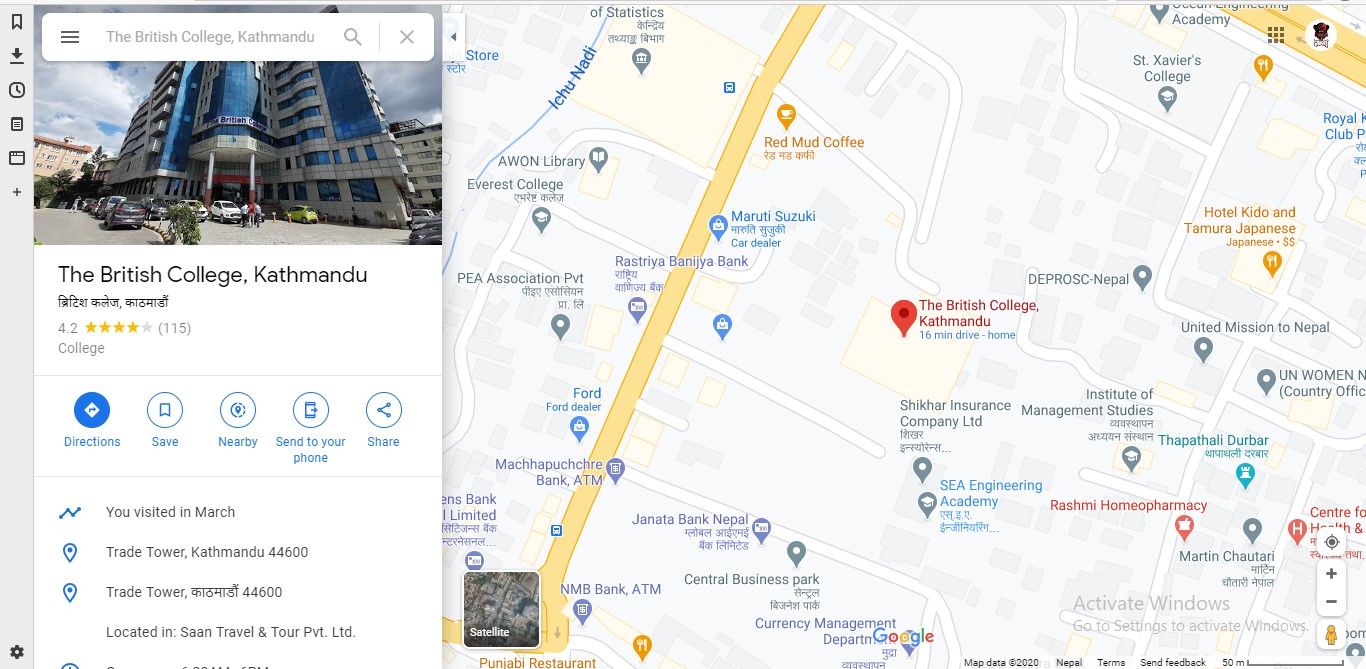 The British College, Kathmandu
The British College, Kathmandu
ब्रिटिश कलेज, काठमाडौं
4.2 ★★★★★ (115)
College
Directions
Save
Nearby
Send to your
phone
Share
You visited in March
Trade Tower, Kathmandu 44600
Trade Tower, काठमाडौं 44600
Located in: Saan Travel & Tour Pvt. Ltd.
of Statistics
केन्द्रिय
तथ्याङ्क बिभाग
Store
स्टोर
Ichu Nadi
Ocean Engineering
Academy
St. Xavier's
College
Red Mud Coffee
रेड मड कफी
AWON Library
Everest College
एभरेष्ट कलेज
Maruti Suzuki
मारुति सुजुकी
Car dealer
Rastriya Banijya Bank
राष्ट्रिय
वाणिज्य बैंक
PEA Association Pvt
पीइए एसोसियन
प्रा. लि
Royal K
Club P
Hotel Kido and
Tamura Japanese
Japanese • $$
DEPROSC-Nepal
The British College,
Kathmandu
16 min drive - home
United Mission to Nepal
UN WOMEN N
(Country Offic
Ford
Ford dealer
Shikhar Insurance
Company Ltd
शिखर
इन्स्योरेन्स...
Institute of
Management Studies
व्यवस्थापन
अध्ययन संस्थान
Thapathali Durbar
थापाथली दरबार
Machhapuchchre
Bank, ATM
SEA Engineering
Academy
एस.इ.ए.
ईन्जीनियरिंग...
Rashmi Homeopharmacy
ens Bank
l Limited
सिटिजन्स बैंक
न्टरनेसनल...
Janata Bank Nepal
ग्लोबल आईएमई
बैंक लिमिटेड
Centre fo
Health &
Martin Chautari
मार्टिन
चौतारी नेपाल
Central Business park
सेन्ट्रल
बिजनेश पार्क
NMB Bank, ATM
Currency Management
Departm...
मुद्रा
व्यवस्थापन
Punjabi Restaurant
Satellite
Google
Activate Windows
Go to Settings to activate Windows.
Map data ©2020 Nepal Terms Send feedback 50 m